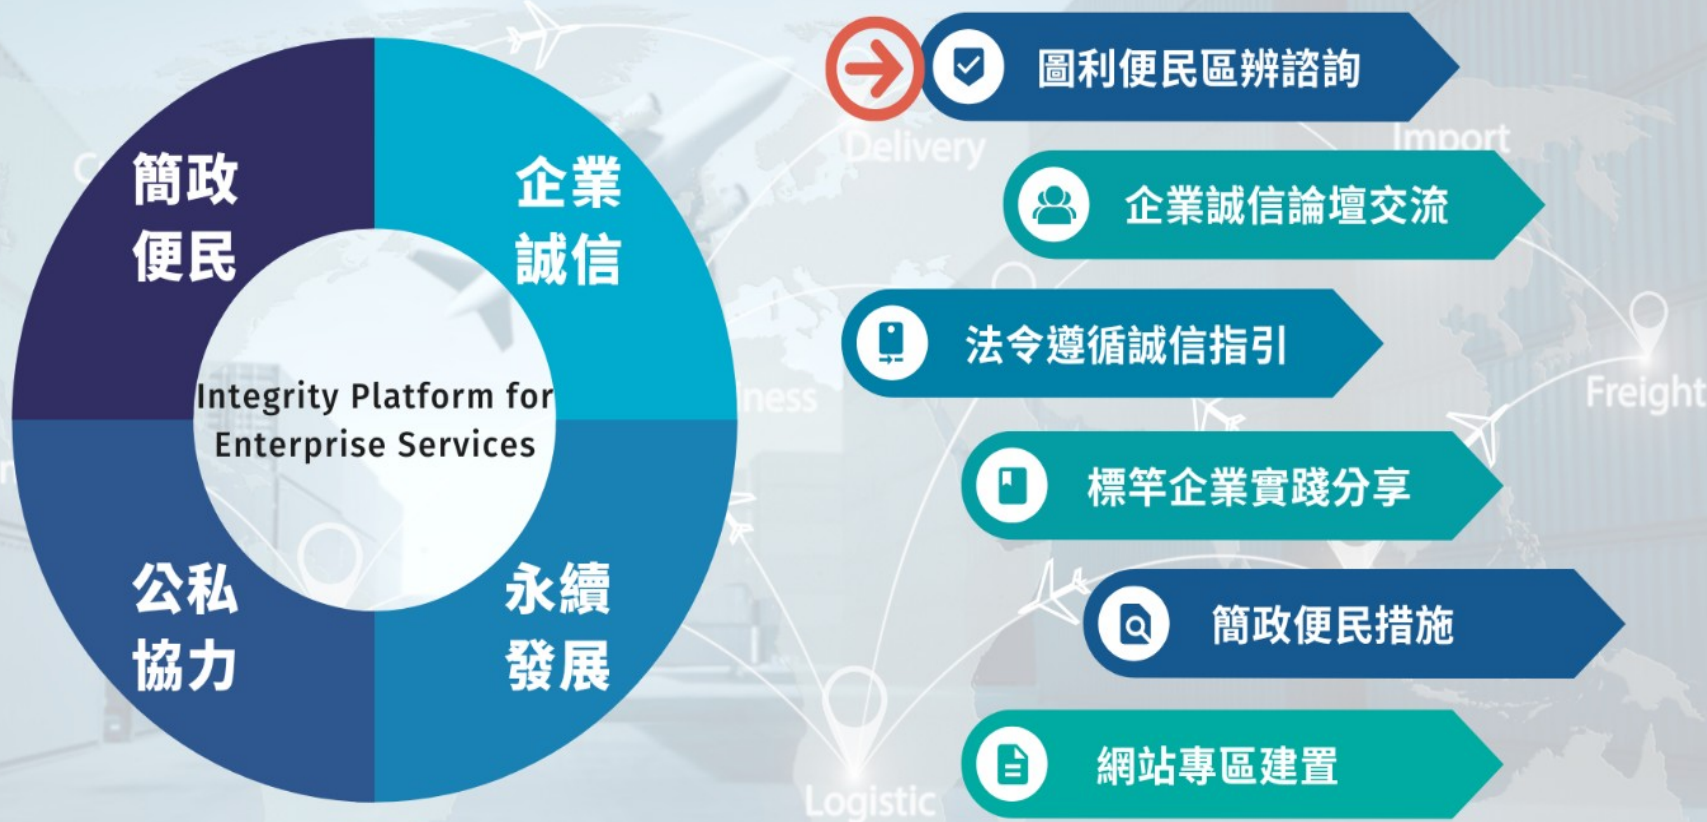 簡政
便民
企業
誠信
Integrity Platform for
Enterprise Services
公私
協力
永續
發展
圖利便民區辨諮詢
企業誠信論壇交流
法令遵循誠信指引
標竿企業實踐分享
簡政便民措施
網站專區建置
Delivery
Import
Freight
Logistic